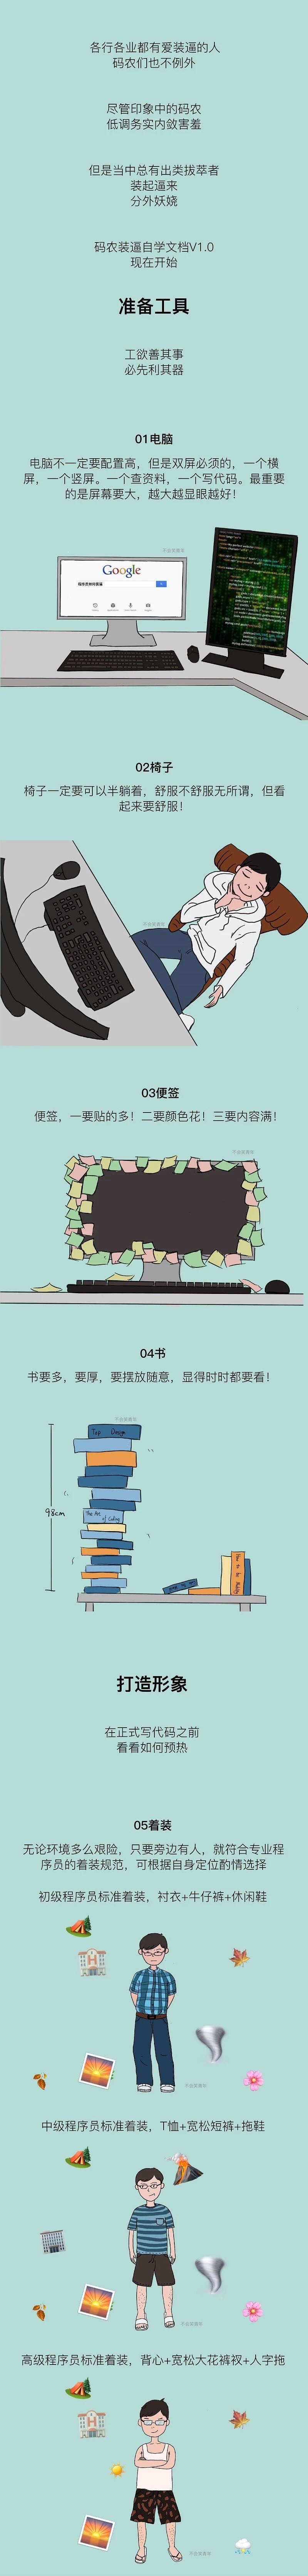 各行各业都有爱装逼的人
码农们也不例外
尽管印象中的码农
低调务实内敛害羞
但是当中总有出类拔萃者
装起逼来
分外妖娆
码农装逼自学文档V1.0
现在开始
准备工具
工欲善其事
必先利其器
01电脑
电脑不一定要配置高，但是双屏必须的，一个横
屏，一个竖屏。一个查资料，一个写代码。最重要
的是屏幕要大，越大越显眼越好！
Google
02椅子
椅子一定要可以半躺着，舒服不舒服无所谓，但看
起来要舒服！
03便签
便签，一要贴的多！二要颜色花！三要内容满！
04书
书要多，要厚，要摆放随意，显得时时都要看！
Top Design
98cm
The Art
of Coding
打造形象
在正式写代码之前
看看如何预热
05着装
无论环境多么艰险，只要旁边有人，就符合专业程
序员的着装规范，可根据自身定位酌情选择
初级程序员标准着装，衬衣+牛仔裤+休闲鞋
中级程序员标准着装，T恤+宽松短裤+拖鞋
高级程序员标准着装，背心+宽松大花裤衩+人字拖